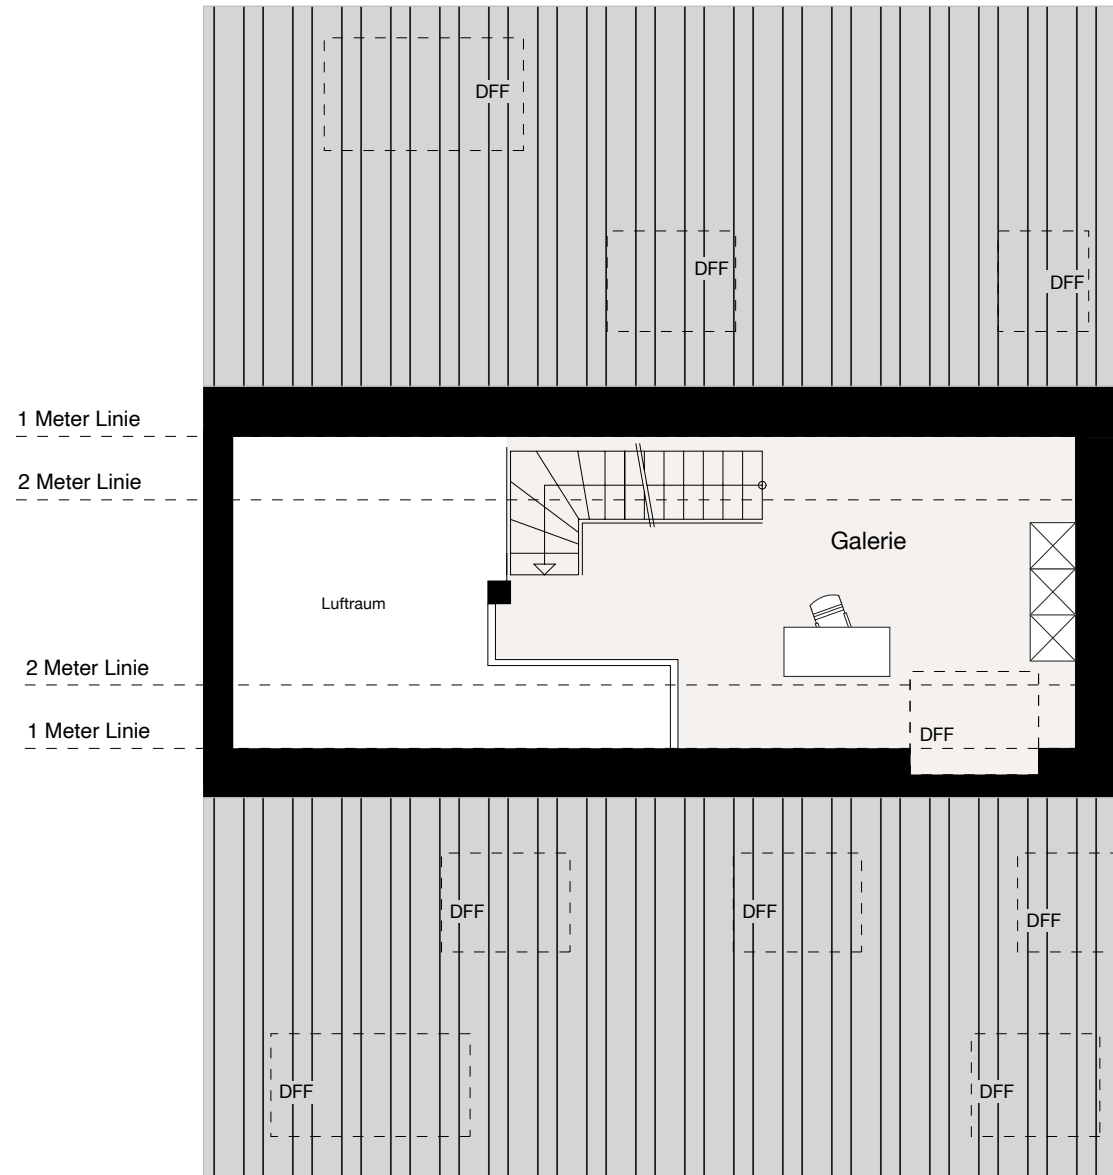 DFF
DFF
DFF
1 Meter Linie
2 Meter Linie
Galerie
Luftraum
2 Meter Linie
1 Meter Linie
DFF
DFF
DFF
DFF
DFF
DFF